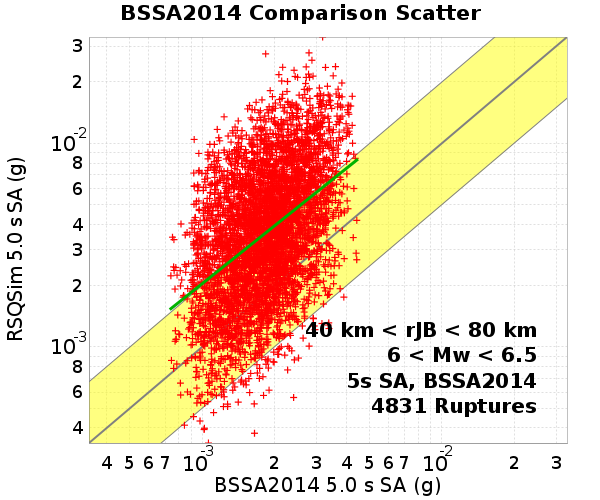 BSSA2014 Comparison Scatter
3
2
10-2
8
6
4
3
2
10-3
8
6
4
RSQSim 5.0 s SA (g)
40 km < rJB < 80 km
6 < Mw < 6.5
5s SA, BSSA2014
4831 Ruptures
4 5 6 7 10-3 2 3 4 5 6 7 10-2 2 3
BSSA2014 5.0 s SA (g)